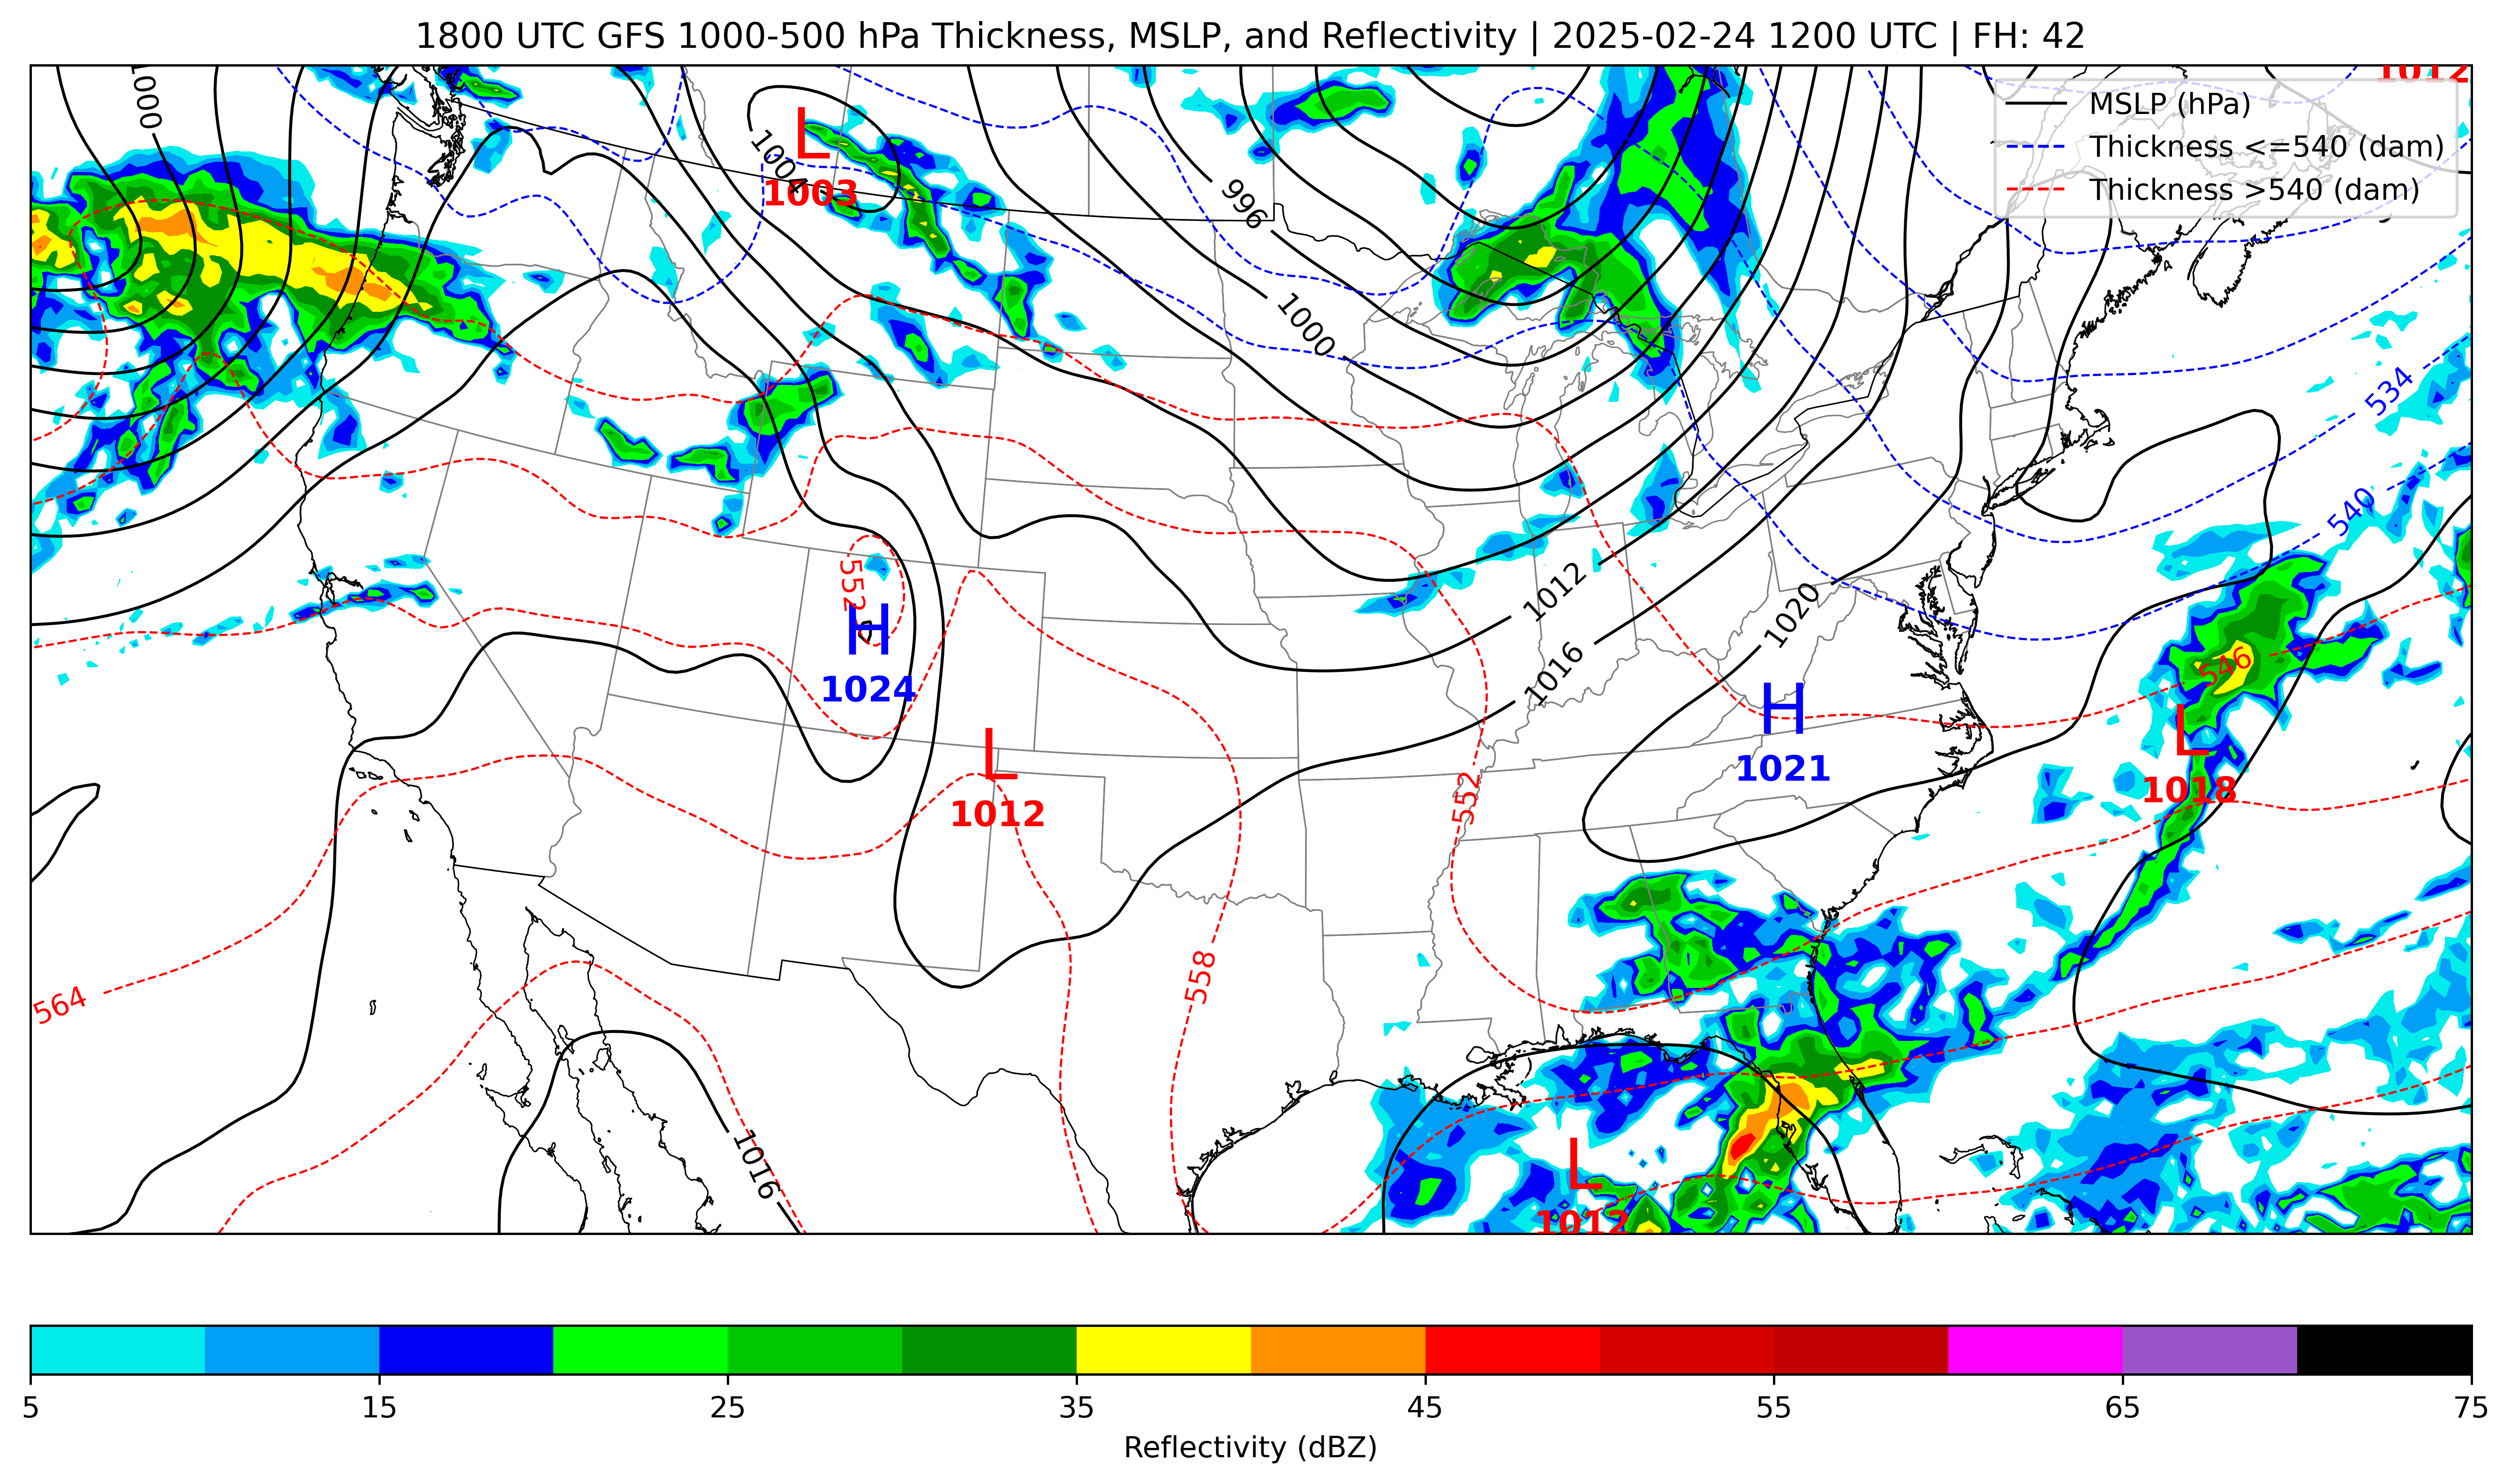 1800 UTC GFS 1000-500 hPa Thickness, MSLP, and Reflectivity | 2025-02-24 1200 UTC | FH: 42
1012
MSLP (hPa)
Thickness <=540 (dam)
Thickness >540 (dam)
1000
L
1003
1004
996
1000
534
540
552
H
1024
1012
1020
1016
546
H
1021
L
1018
L
1012
552
558
564
1016
L
1012
5
15
25
35
45
55
65
75
Reflectivity (dBZ)